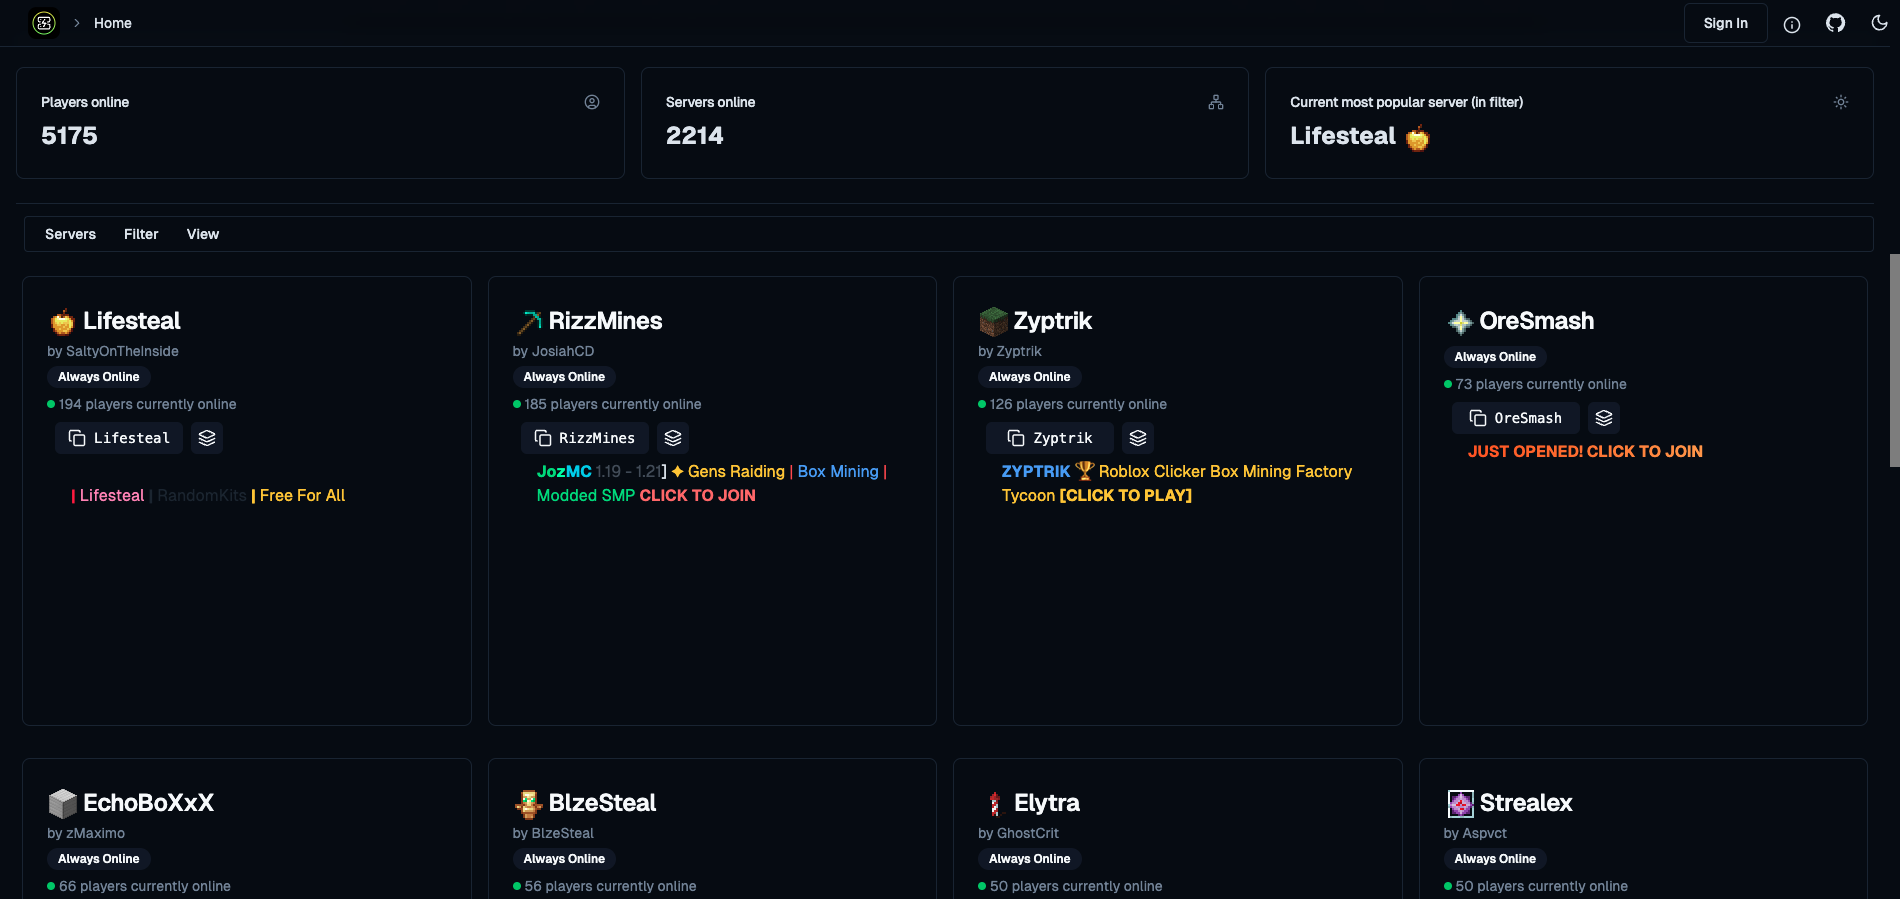 Home
Sign In
Players online
5175
Servers online
2214
Current most popular server (in filter)
Lifesteal
Servers Filter View
Lifesteal
by SaltyOnTheInside
Always Online
194 players currently online
Lifesteal
| Lifesteal | RandomKits | Free For All
RizzMines
by JosiahCD
Always Online
185 players currently online
RizzMines
JozMC 1.19 - 1.21] ✦ Gens Raiding | Box Mining |
Modded SMP CLICK TO JOIN
Zyptrik
by Zyptrik
Always Online
126 players currently online
Zyptrik
ZYPTRIK 🏆 Roblox Clicker Box Mining Factory
Tycoon [CLICK TO PLAY]
OreSmash
Always Online
73 players currently online
OreSmash
JUST OPENED! CLICK TO JOIN
EchoBoXxX
by zMaximo
Always Online
66 players currently online
BlzeSteal
by BlzeSteal
Always Online
56 players currently online
Elytra
by GhostCrit
Always Online
50 players currently online
Strealex
by Aspvct
Always Online
50 players currently online